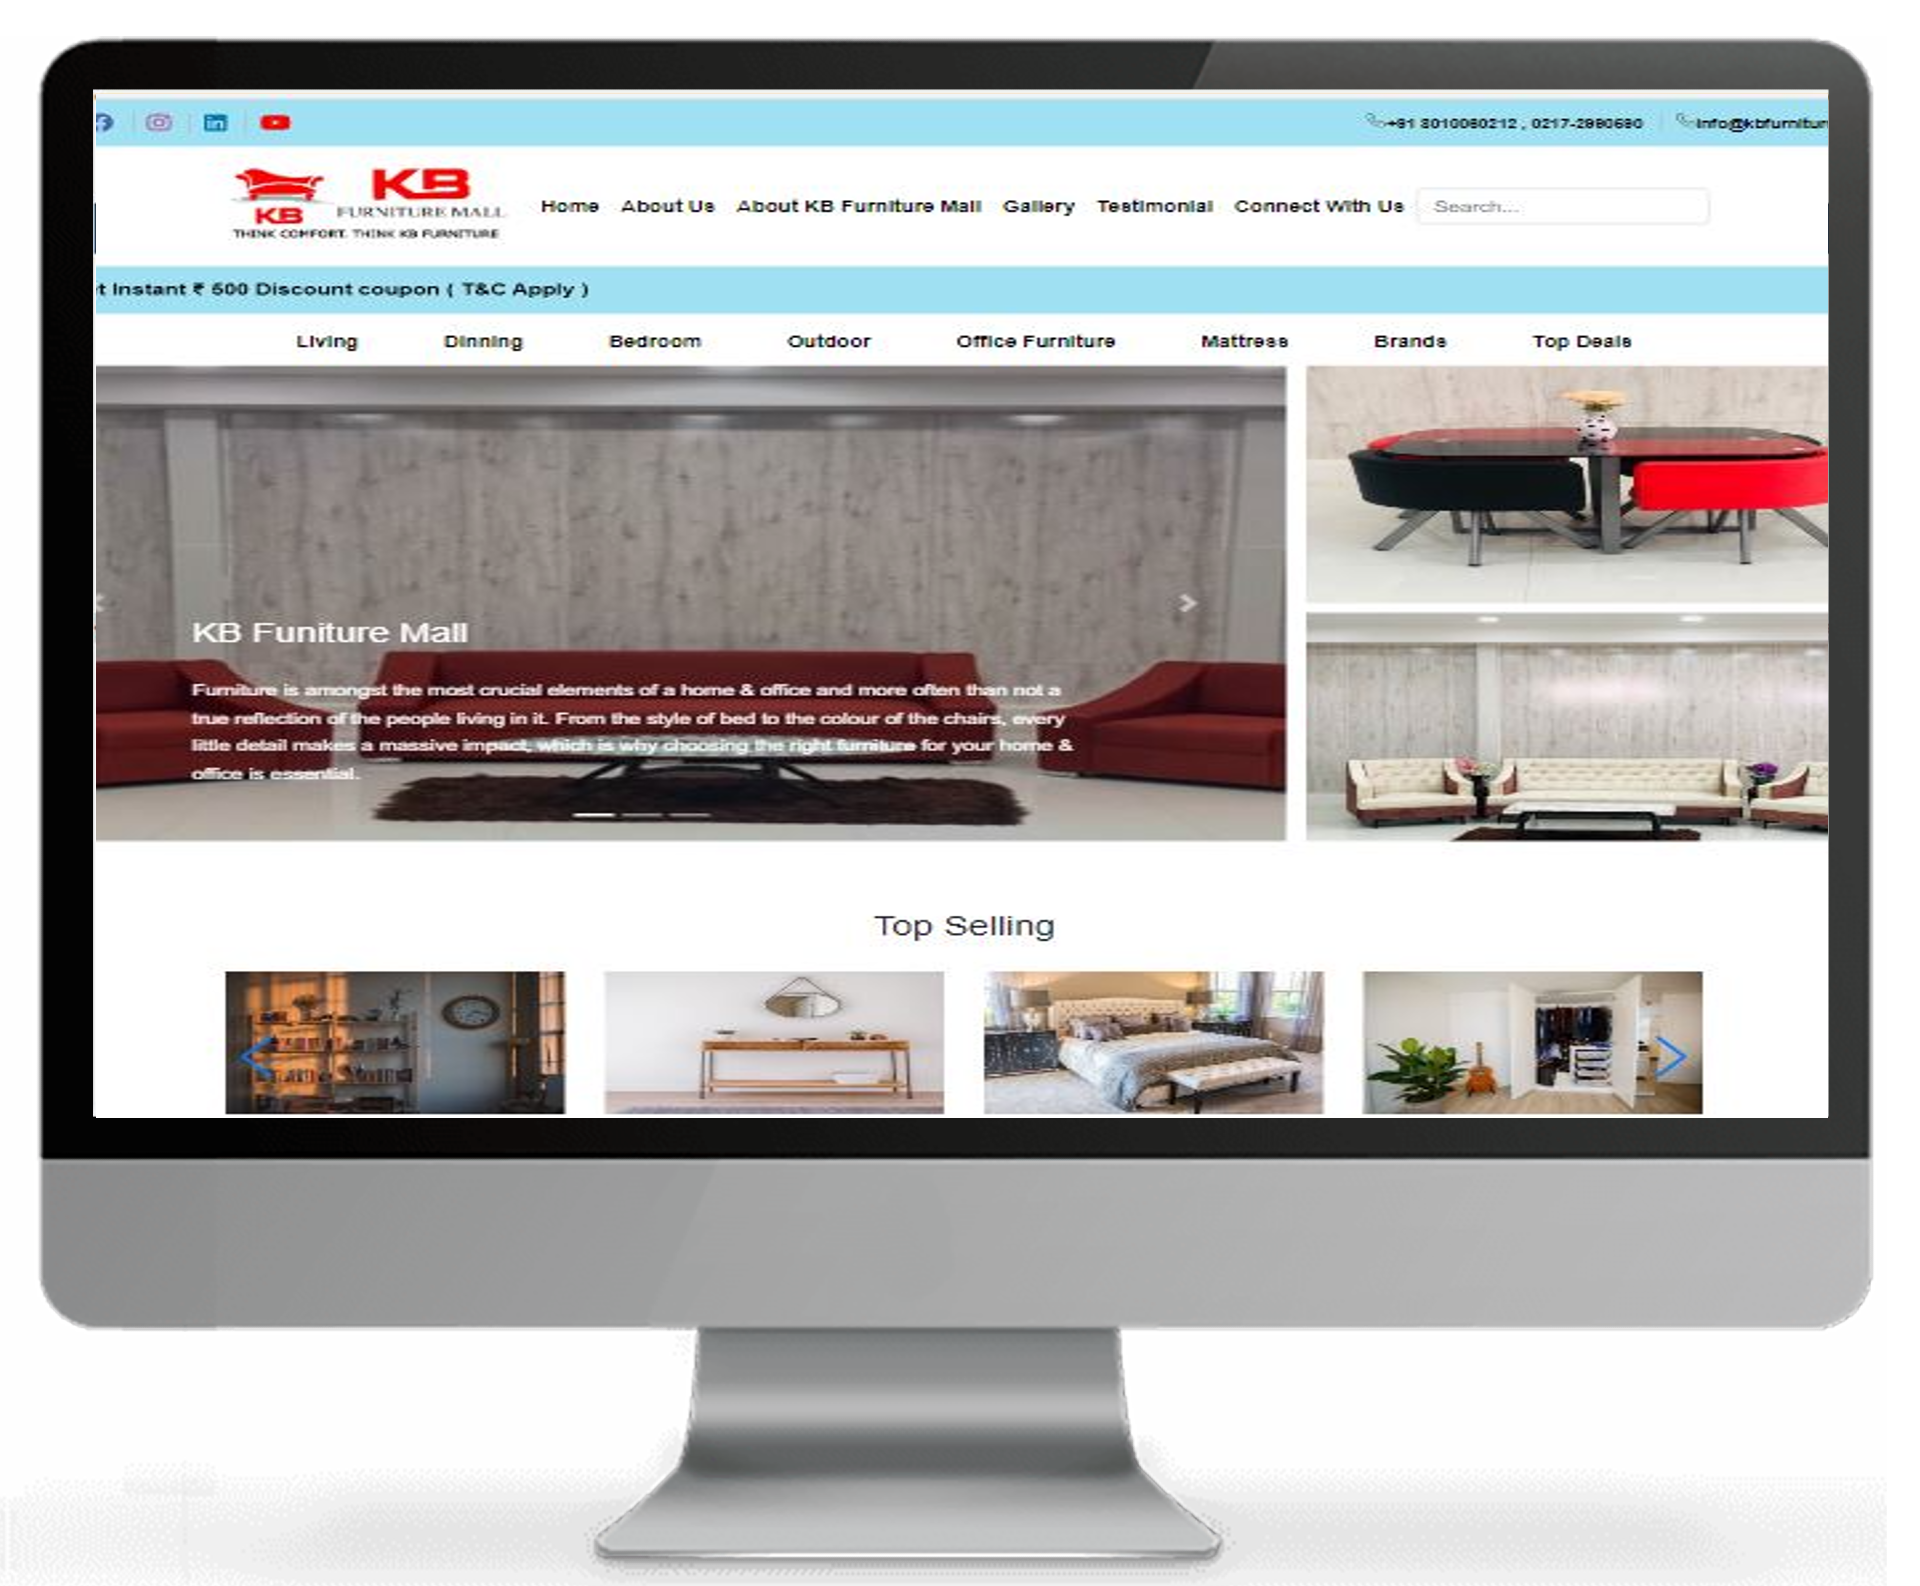 +91 info@kbfurnitur
KB
KB FURNITURE MALL
THINK COMFORT. THINK KB FURNITURE
Home About Us About KB Furniture Mall Gallery Testimonial Connect With Us Search...
t Instant ₹ 500 Discount coupon ( T&C Apply )
Living Dinning Bedroom Outdoor Office Furniture Mattress Brands Top Deals
KB Funiture Mall
Furniture is amongst the most crucial elements of a home & office and more often than not a
true reflection of the people living in it. From the style of bed to the colour of the chairs, every
little detail makes a massive impact, which is why choosing the right furniture for your home &
office is essential.
Top Selling